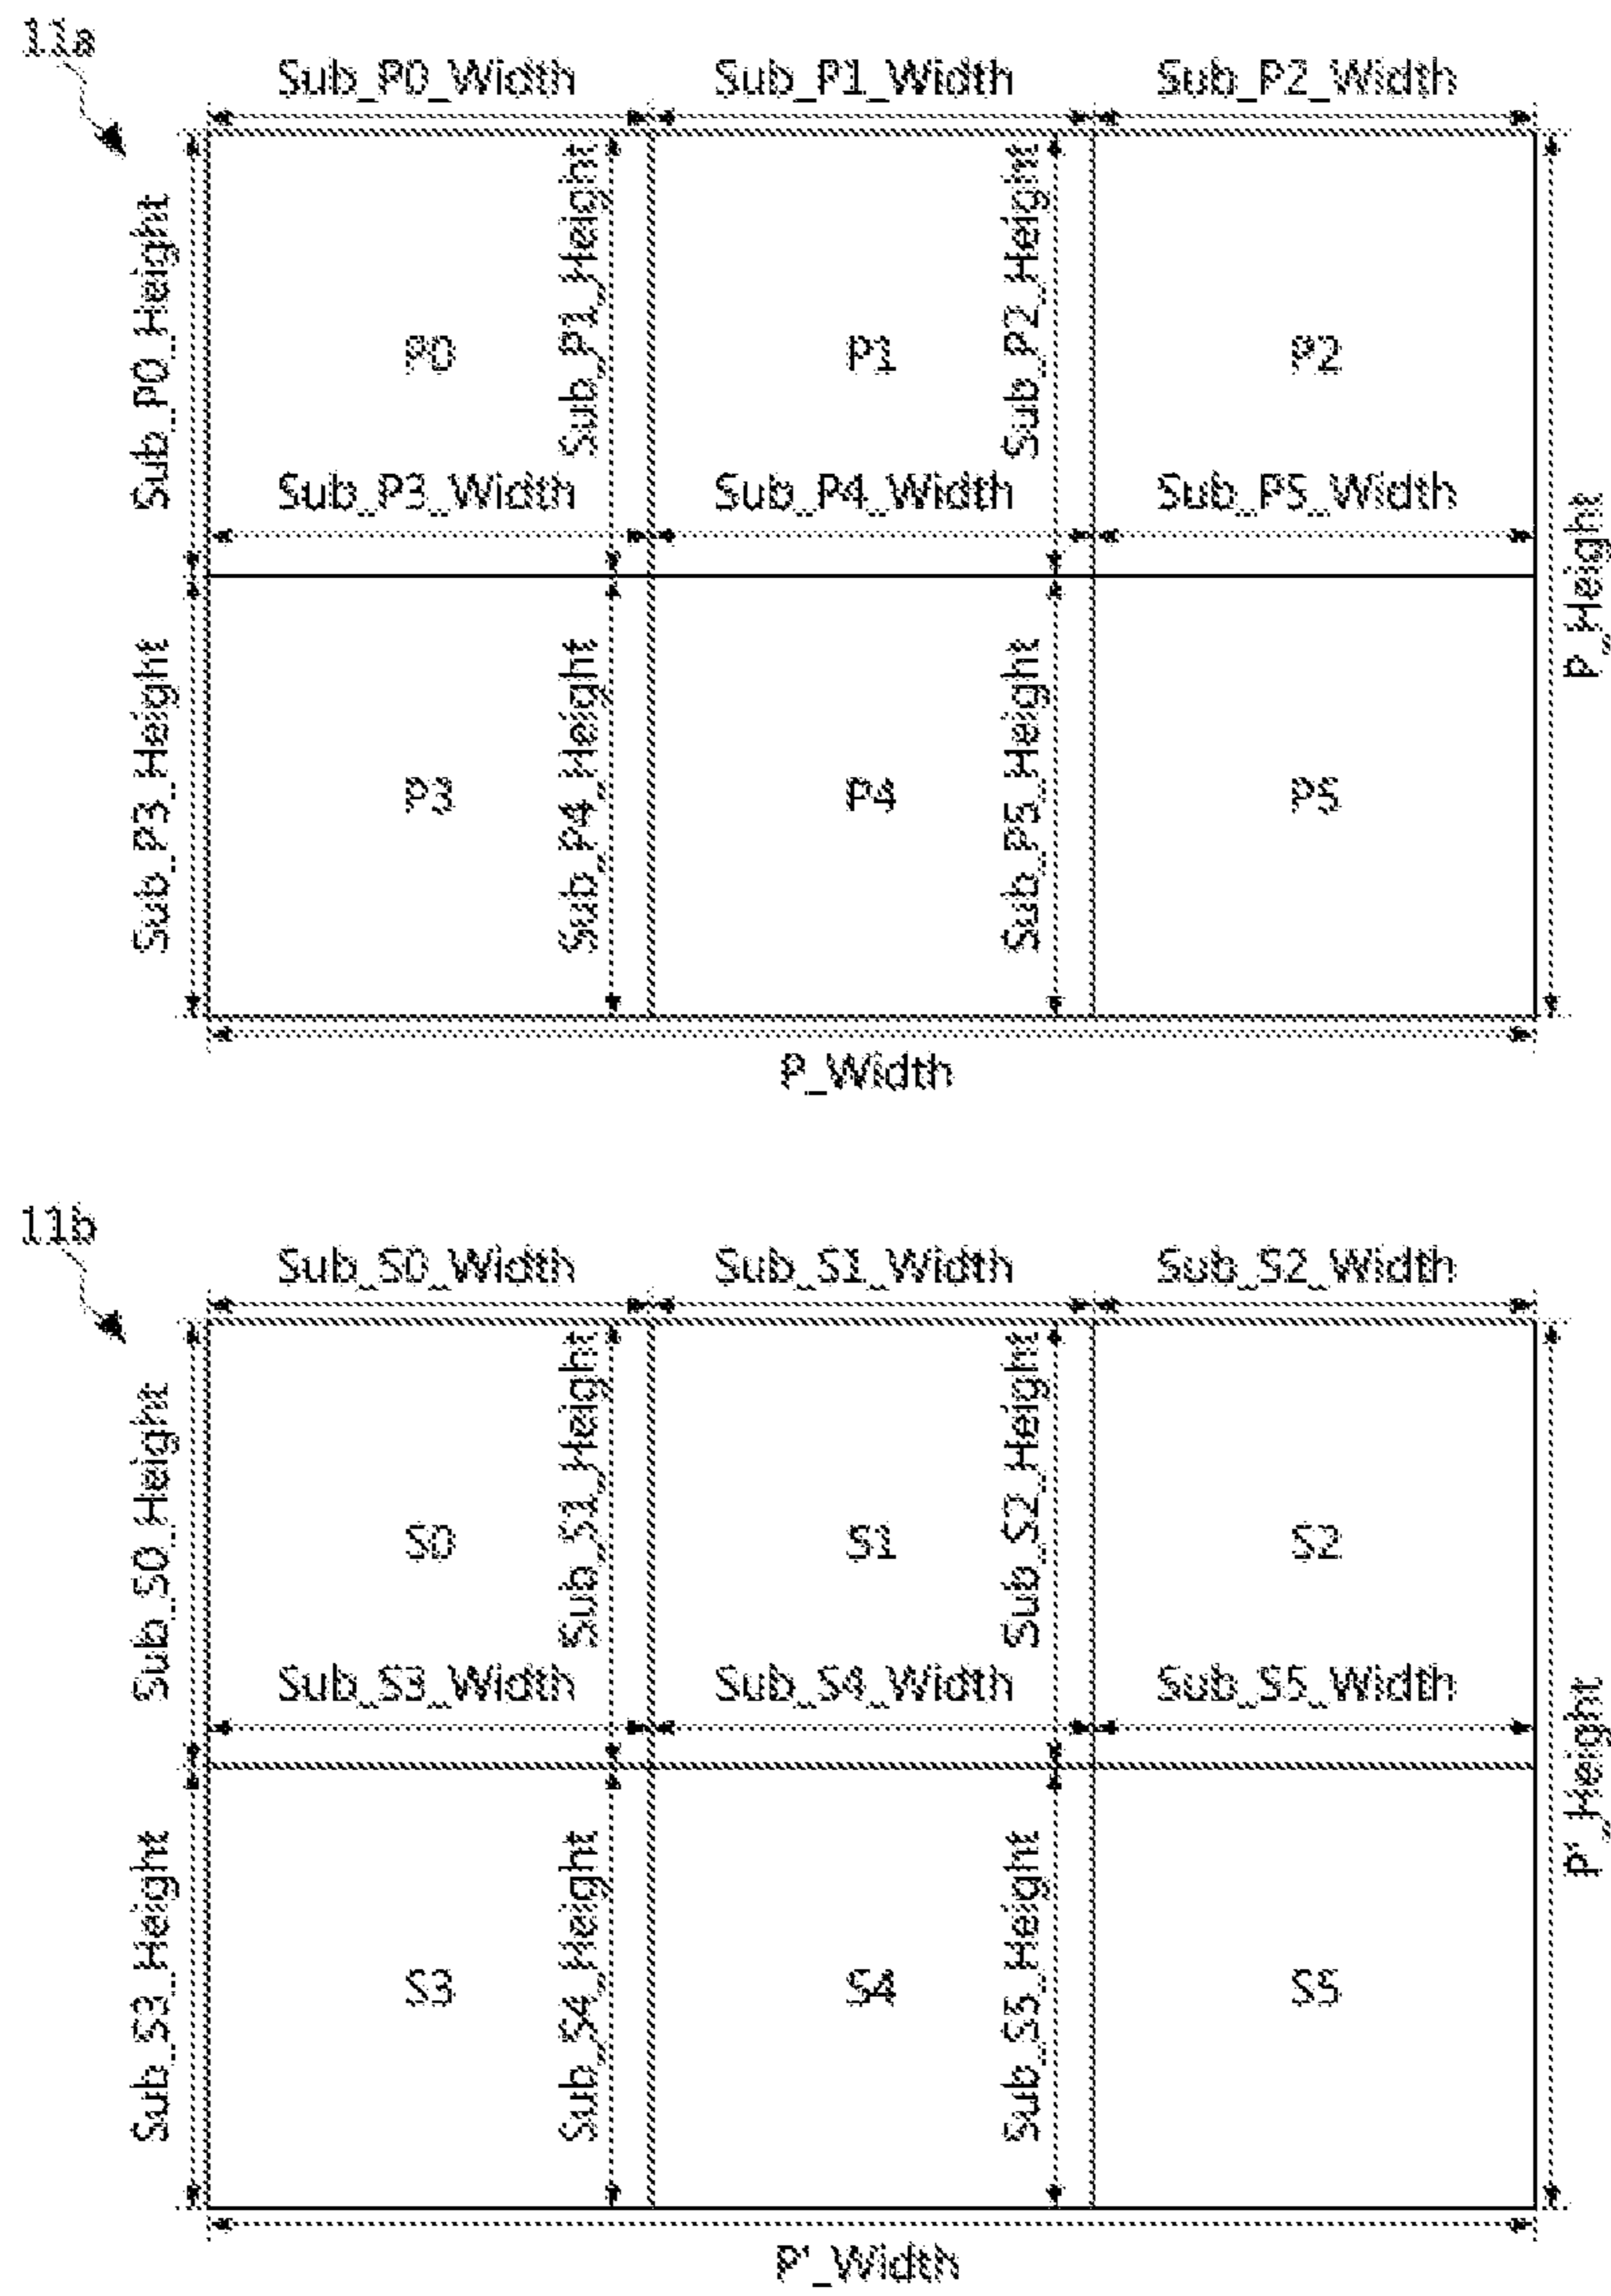 11a
Sub_P0_Width Sub_P1_Width Sub_P2_Width
Sub_P0_Height
Sub_P1_Height
Sub_P2_Height
P0 P1 P2
Sub_P3_Width Sub_P4_Width Sub_P5_Width
P_Height
Sub_P3_Height
Sub_P4_Height
Sub_P5_Height
P3 P4 P5
P_Width
11b
Sub_S0_Width Sub_S1_Width Sub_S2_Width
Sub_S0_Height
Sub_S1_Height
Sub_S2_Height
S0 S1 S2
Sub_S3_Width Sub_S4_Width Sub_S5_Width
P'_Height
Sub_S3_Height
Sub_S4_Height
Sub_S5_Height
S3 S4 S5
P'_Width